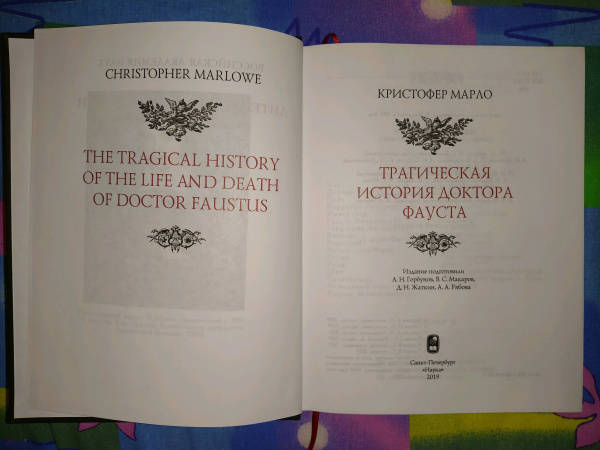 CHRISTOPHER MARLOWE
THE TRAGICAL HISTORY
OF THE LIFE AND DEATH
OF DOCTOR FAUSTUS
КРИСТОФЕР МАРЛО
ТРАГИЧЕСКАЯ
ИСТОРИЯ ДОКТОРА
ФАУСТА
Издание подготовили
А. Н. Горбунов, В. С. Макаров,
Д. Н. Жаткин, А. А. Рябова
Санкт-Петербург
«Наука»
2019